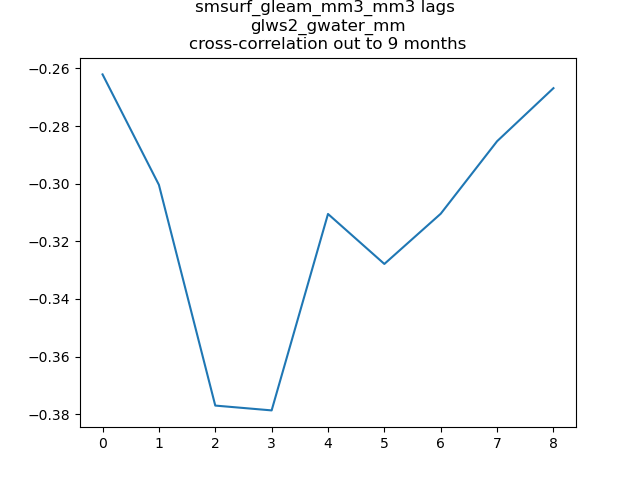 smsurf_gleam_mm3_mm3 lags
glws2_gwater_mm
cross-correlation out to 9 months
−0.26
−0.28
−0.30
−0.32
−0.34
−0.36
−0.38
0 1 2 3 4 5 6 7 8